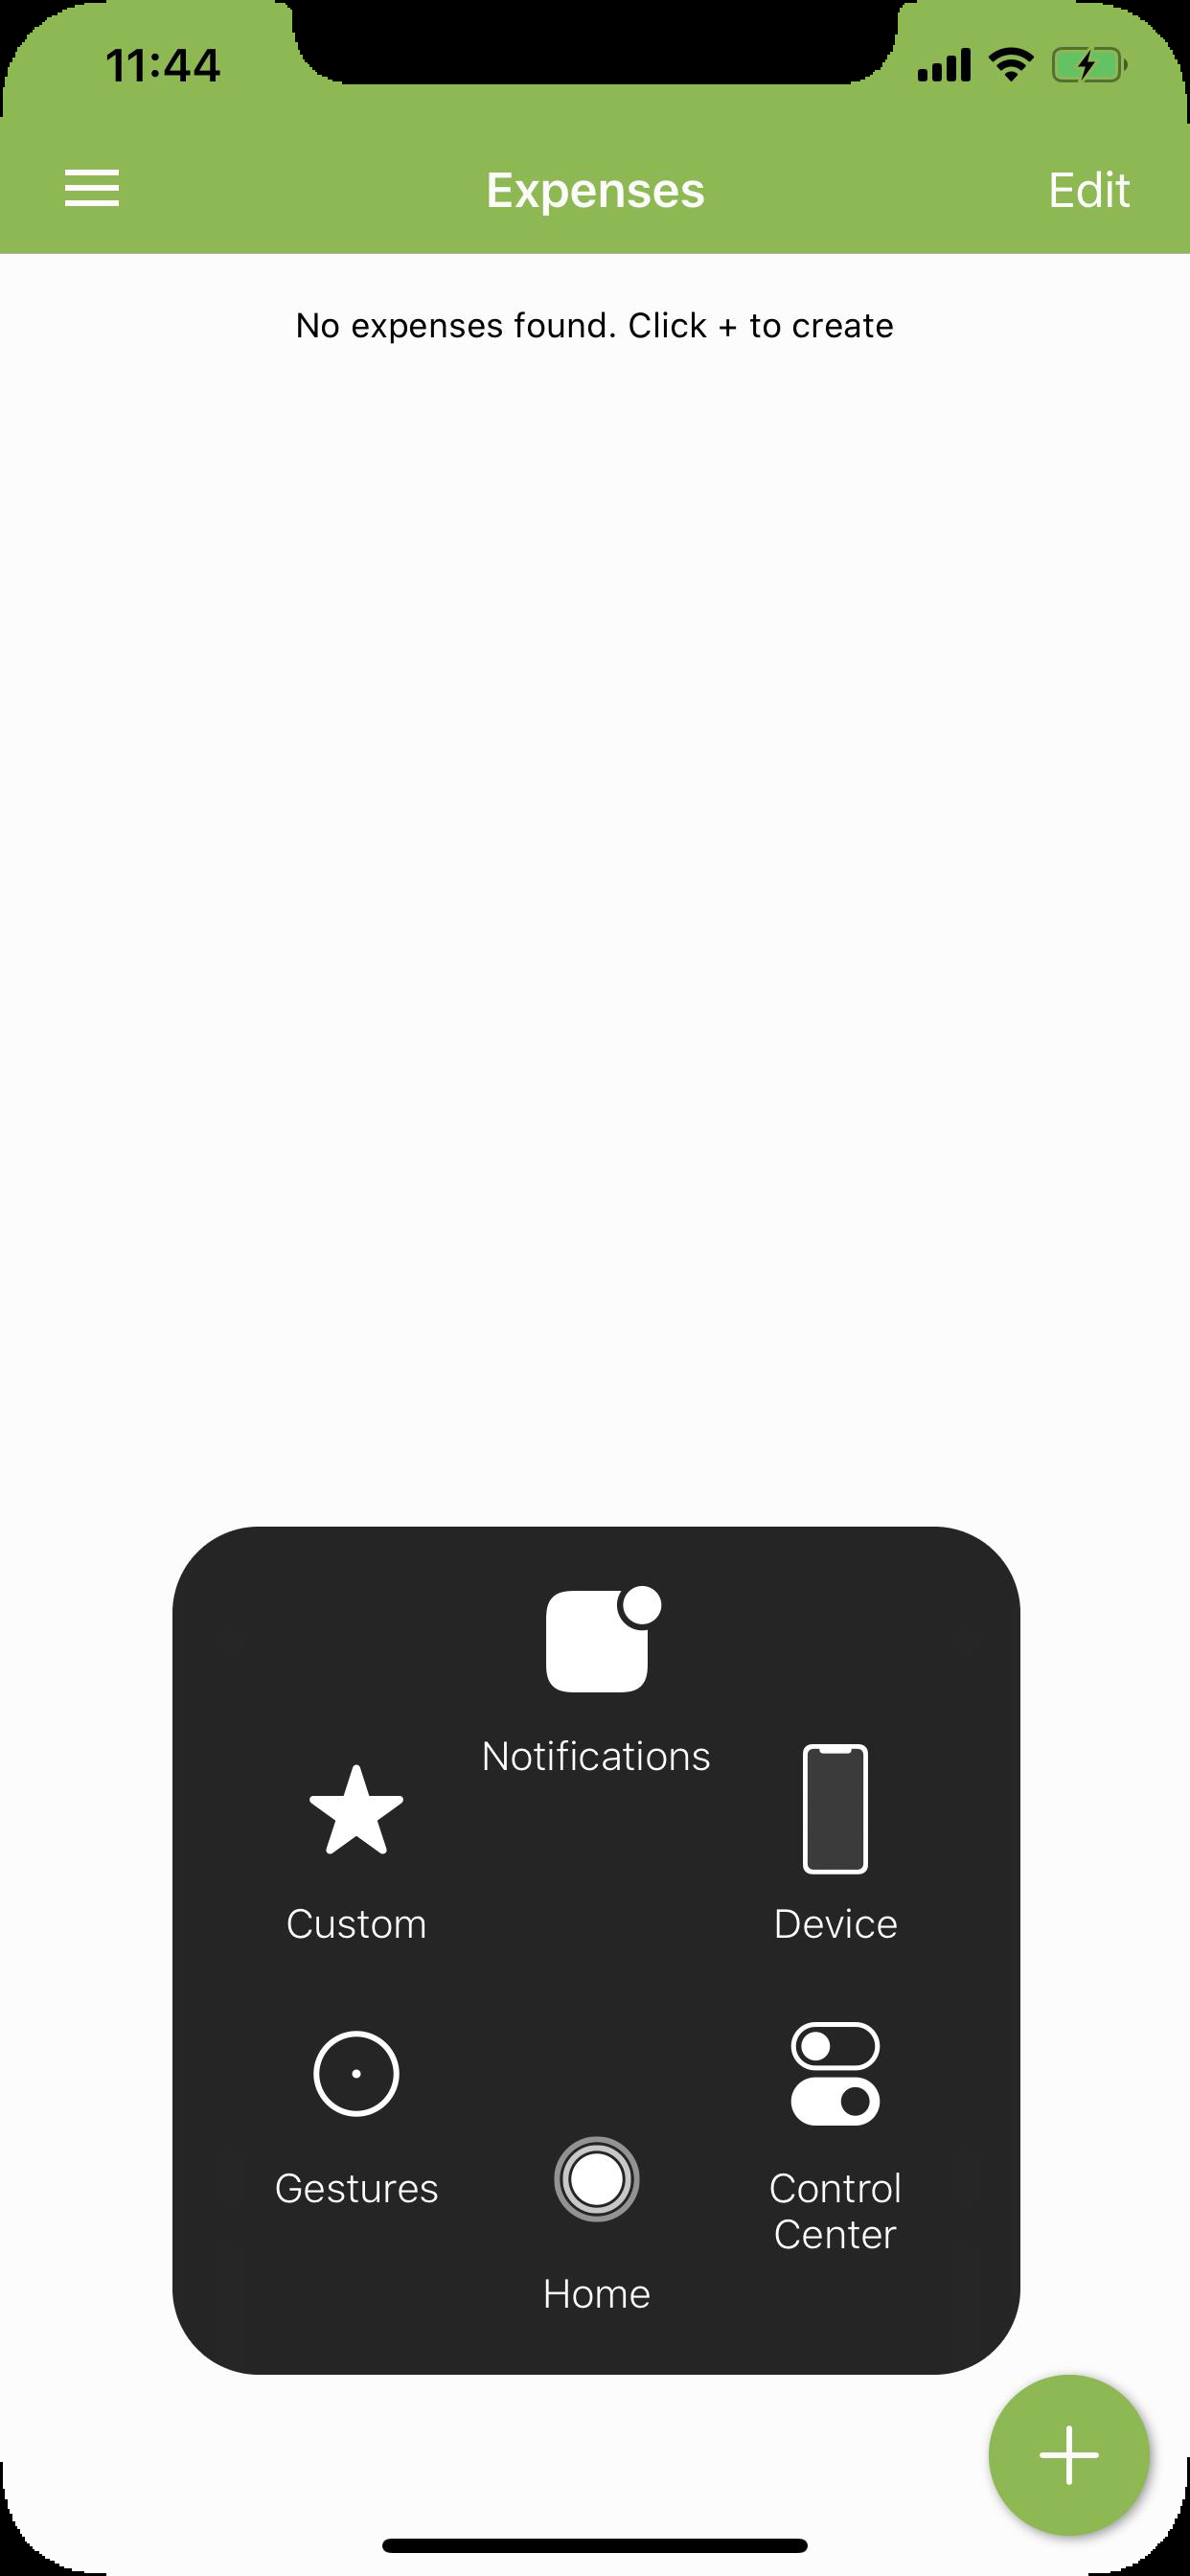 11:44
Expenses
Edit
No expenses found. Click + to create
Notifications
Custom
Device
Gestures
Control
Center
Home